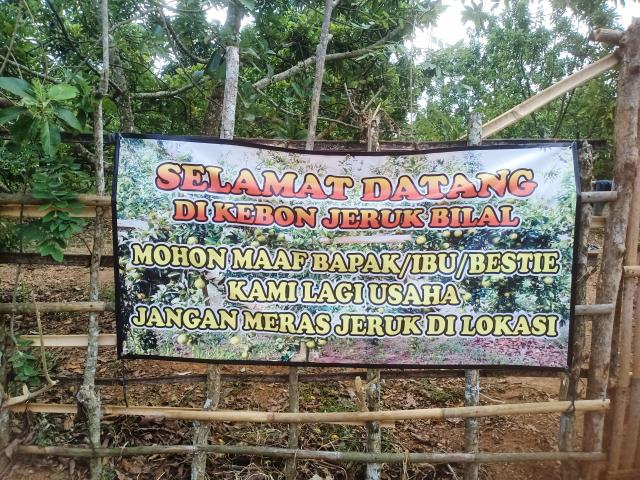 SELAMAT DATANG
DI KEBON JERUK BILAL
MOHON MAAF BAPAK/IBU/BESTIE
KAMI LAGI USAHA
JANGAN MERAS JERUK DI LOKASI